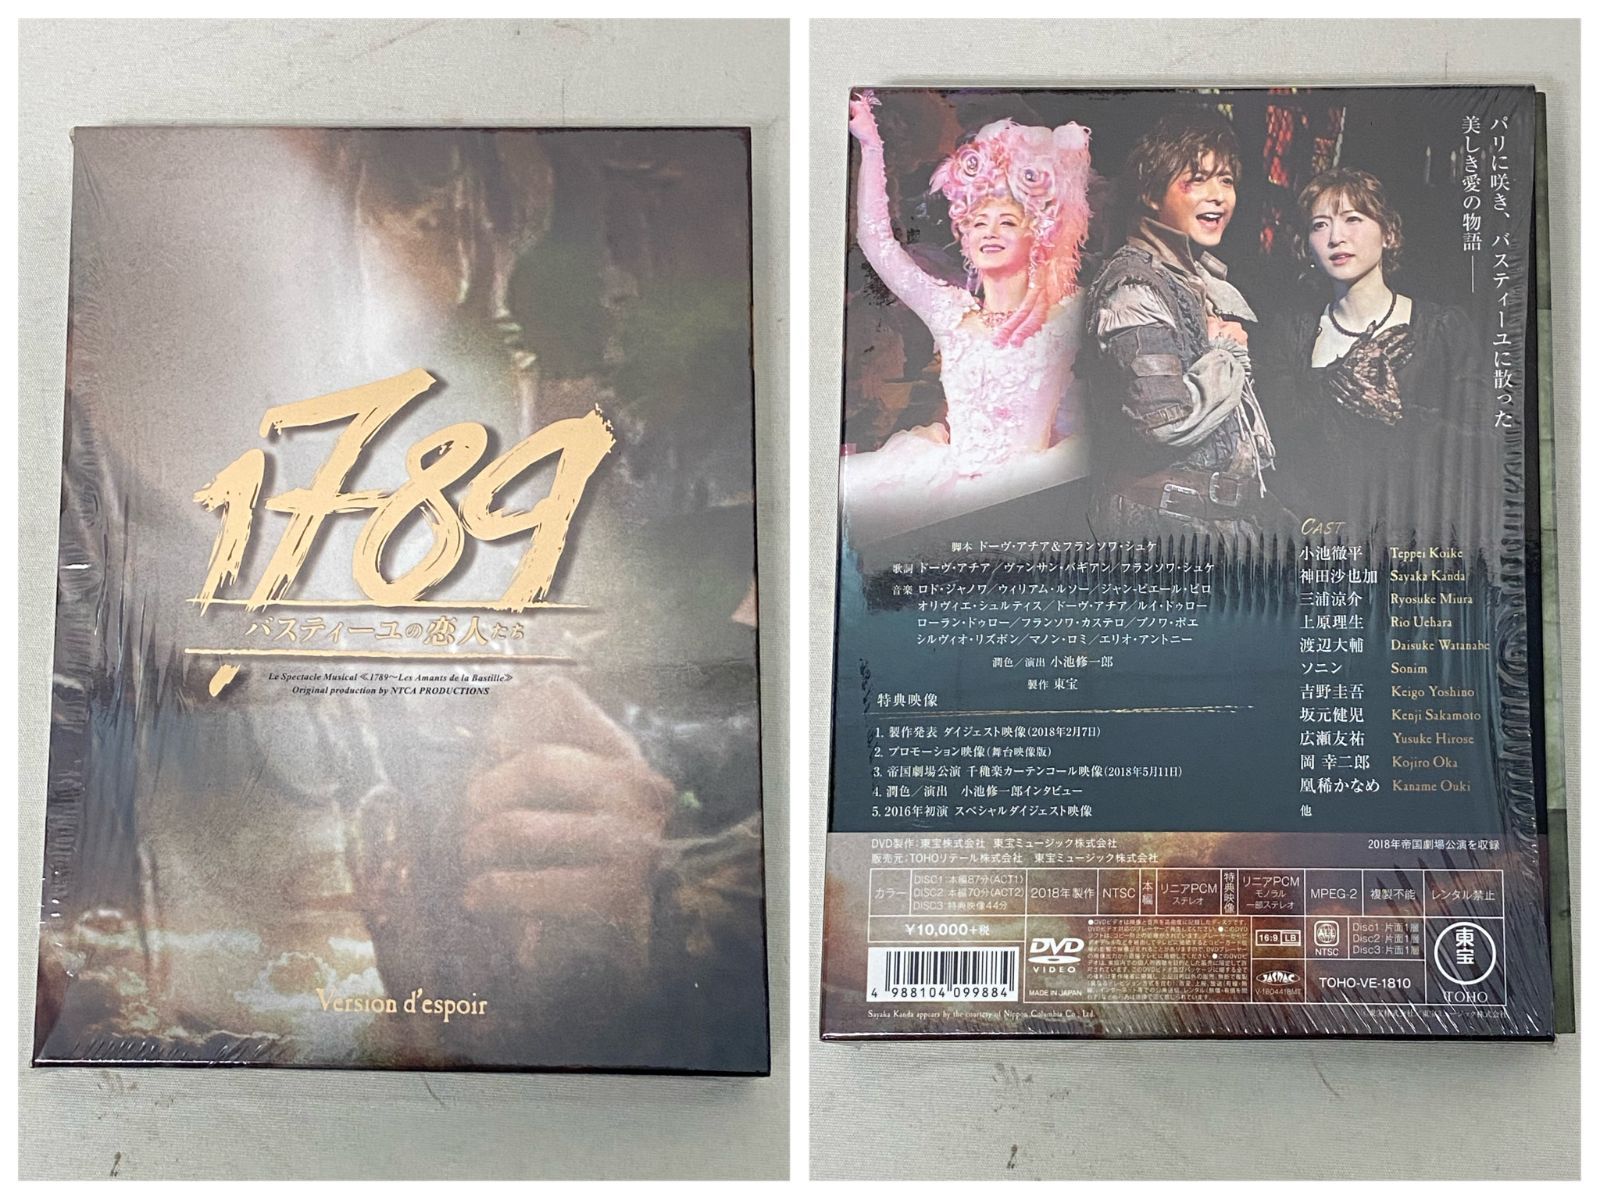 1789
バスティーユの恋人たち
Le Spectacle Musical ≪1789～Les Amants de la Bastille≫
Original production by NTCA PRODUCTIONS
Version d'espoir
パリに咲き、バスティーユに散った
美しき愛の物語――
脚本 ドーヴ・アチア&フランソワ・シュケ
歌詞 ドーヴ・アチア／ヴァンサン・バギアン／フランソワ・シュケ
音楽 ロド・ジャノワ／ウィリアム・ルソー／ジャン・ピエール・ピロ
オリヴィエ・シュルティス／ドーヴ・アチア／ルイ・ドゥロー
ローラン・ドゥロー／フランソワ・カステロ／ブノワ・ポエ
シルヴィオ・リズボン／マノン・ロミ／エリオ・アントニー
潤色／演出 小池修一郎
製作 東宝
特典映像
1. 製作発表 ダイジェスト映像(2018年2月7日)
2. プロモーション映像(舞台映像版)
3. 帝国劇場公演 千穐楽カーテンコール映像(2018年5月11日)
4. 潤色／演出 小池修一郎インタビュー
5. 2016年初演 スペシャルダイジェスト映像
CAST
小池徹平 Teppei Koike
神田沙也加 Sayaka Kanda
三浦涼介 Ryosuke Miura
上原理生 Rio Uehara
渡辺大輔 Daisuke Watanabe
ソニン Sonim
吉野圭吾 Keigo Yoshino
坂元健児 Kenji Sakamoto
広瀬友祐 Yusuke Hirose
岡 幸二郎 Kojiro Oka
凰稀かなめ Kaname Ouki
他
DVD製作：東宝株式会社 東宝ミュージック株式会社
販売元：TOHOリテール株式会社 東宝ミュージック株式会社
2018年帝国劇場公演を収録
カラー
DISC1：本編87分(ACT1)
DISC2：本編70分(ACT2)
DISC3：特典映像44分
2018年製作
NTSC
本編
リニアPCM
ステレオ
特典映像
リニアPCM
モノラル
一部ステレオ
MPEG-2
複製不能
レンタル禁止
¥10,000+税
4 988104 099884
DVD
VIDEO
MADE IN JAPAN
16:9 LB
ALL
NTSC
Disc1：片面1層
Disc2：片面1層
Disc3：片面1層
JASRAC
TOHO-VE-1810
東宝
TOHO
Sayaka Kanda appears by the courtesy of Nippon Columbia Co., Ltd.